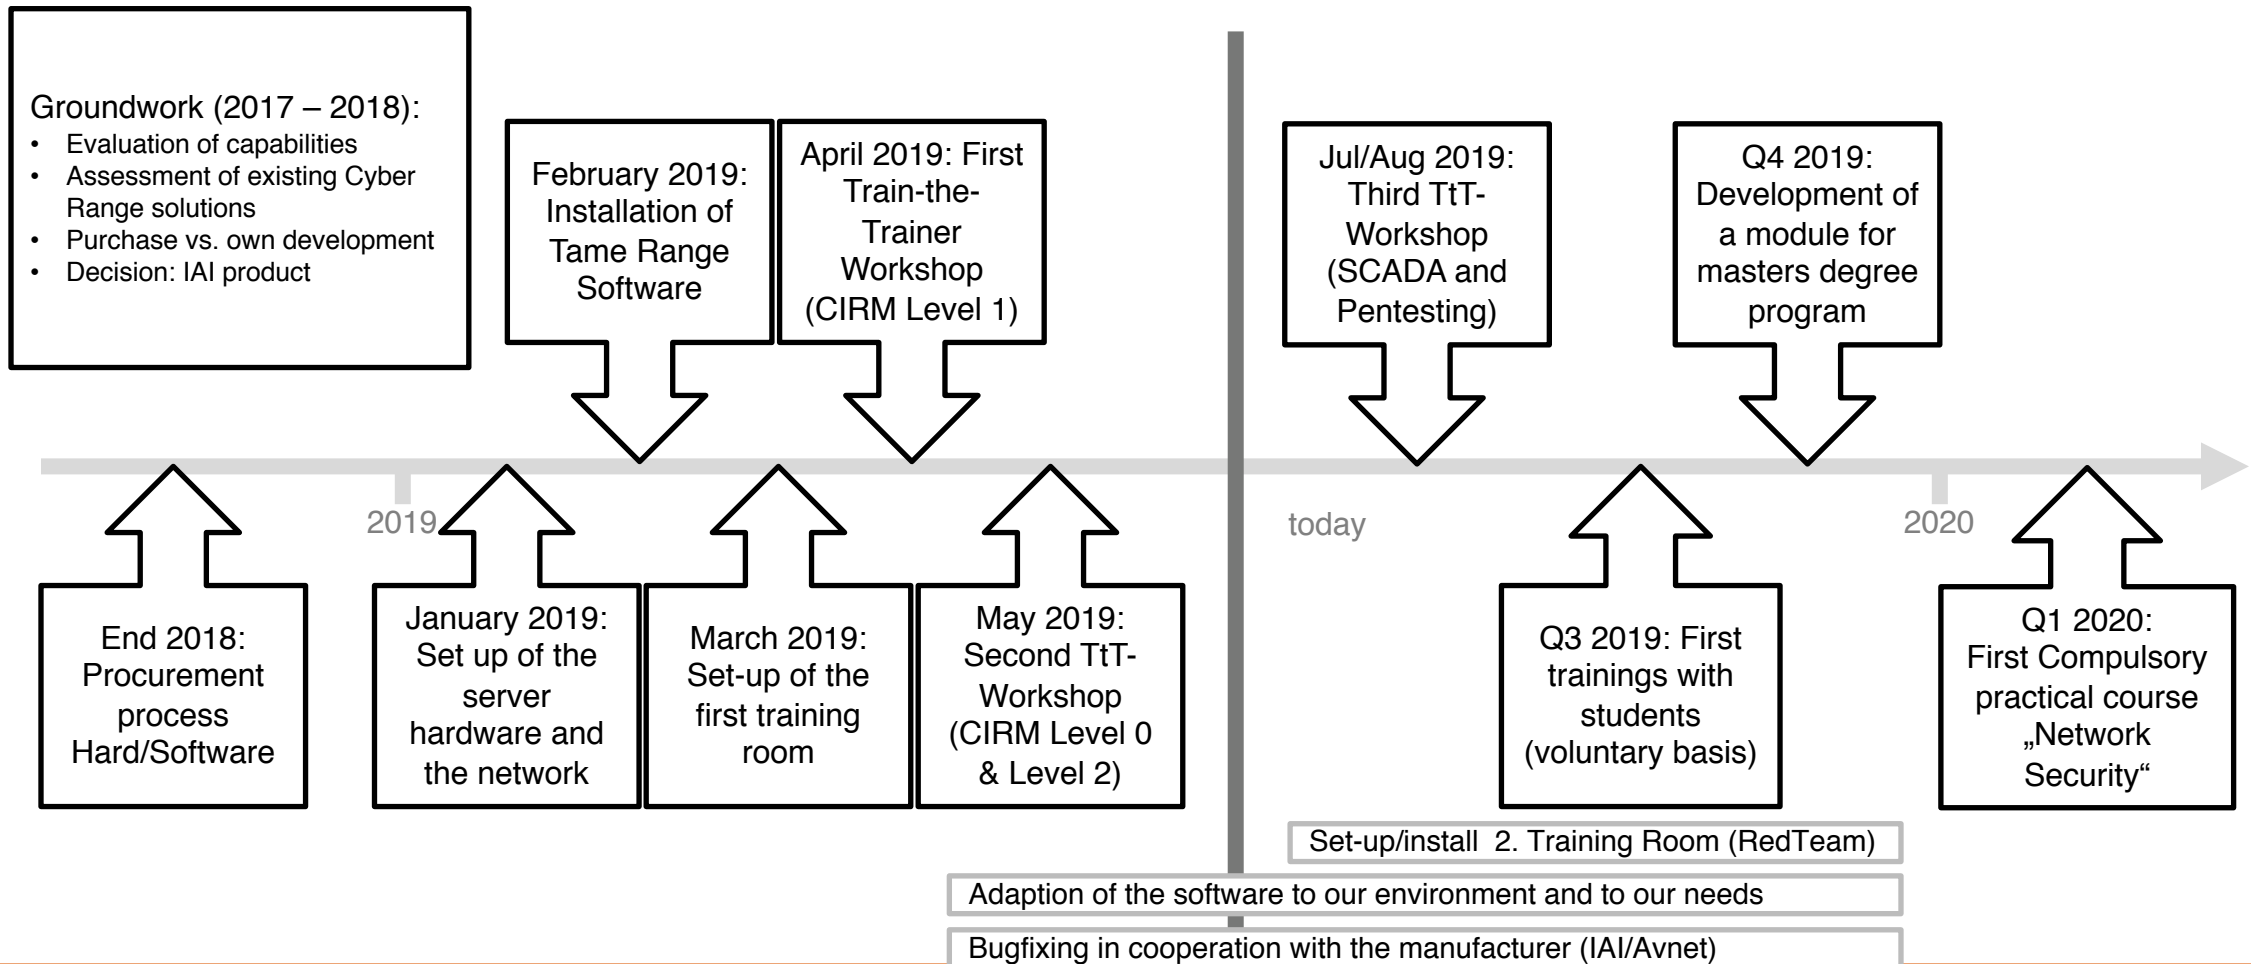 Groundwork (2017 – 2018):
• Evaluation of capabilities
• Assessment of existing Cyber
Range solutions
• Purchase vs. own development
• Decision: IAI product
February 2019:
Installation of
Tame Range
Software
April 2019: First
Train-the-
Trainer
Workshop
(CIRM Level 1)
Jul/Aug 2019:
Third TtT-
Workshop
(SCADA and
Pentesting)
Q4 2019:
Development of
a module for
masters degree
program
2019
today
2020
End 2018:
Procurement
process
Hard/Software
January 2019:
Set up of the
server
hardware and
the network
March 2019:
Set-up of the
first training
room
May 2019:
Second TtT-
Workshop
(CIRM Level 0
& Level 2)
Q3 2019: First
trainings with
students
(voluntary basis)
Q1 2020:
First Compulsory
practical course
„Network
Security“
Set-up/install 2. Training Room (RedTeam)
Adaption of the software to our environment and to our needs
Bugfixing in cooperation with the manufacturer (IAI/Avnet)